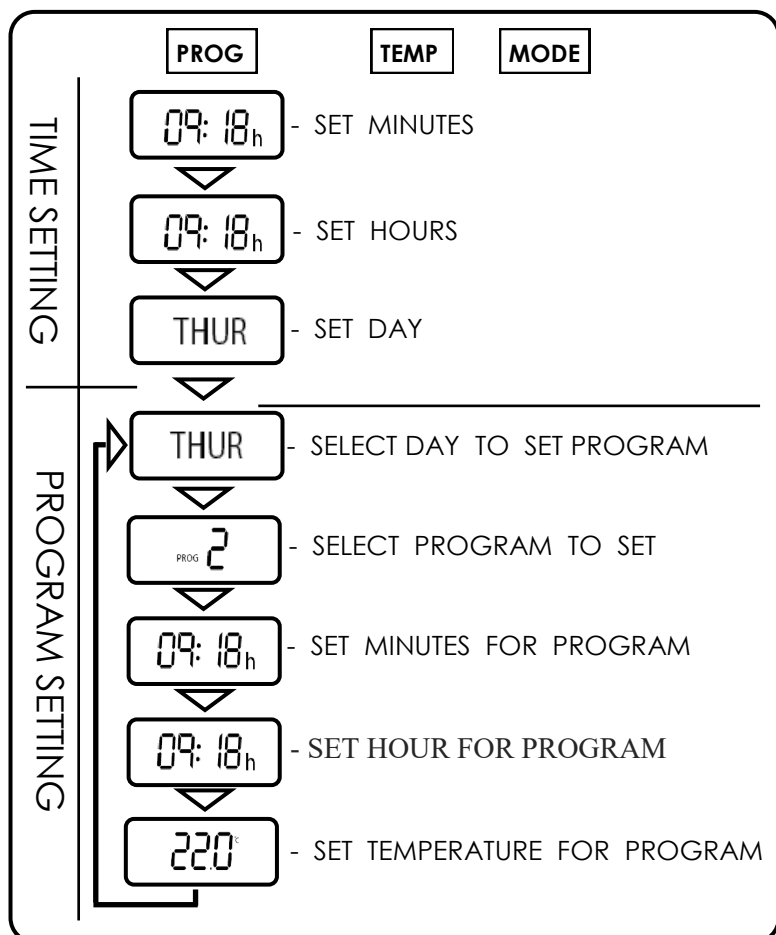 PROG TEMP MODE
TIME SETTING
09:18h - SET MINUTES
09:18h - SET HOURS
THUR - SET DAY
PROGRAM SETTING
THUR - SELECT DAY TO SET PROGRAM
PROG 2 - SELECT PROGRAM TO SET
09:18h - SET MINUTES FOR PROGRAM
09:18h - SET HOUR FOR PROGRAM
22.0°C - SET TEMPERATURE FOR PROGRAM